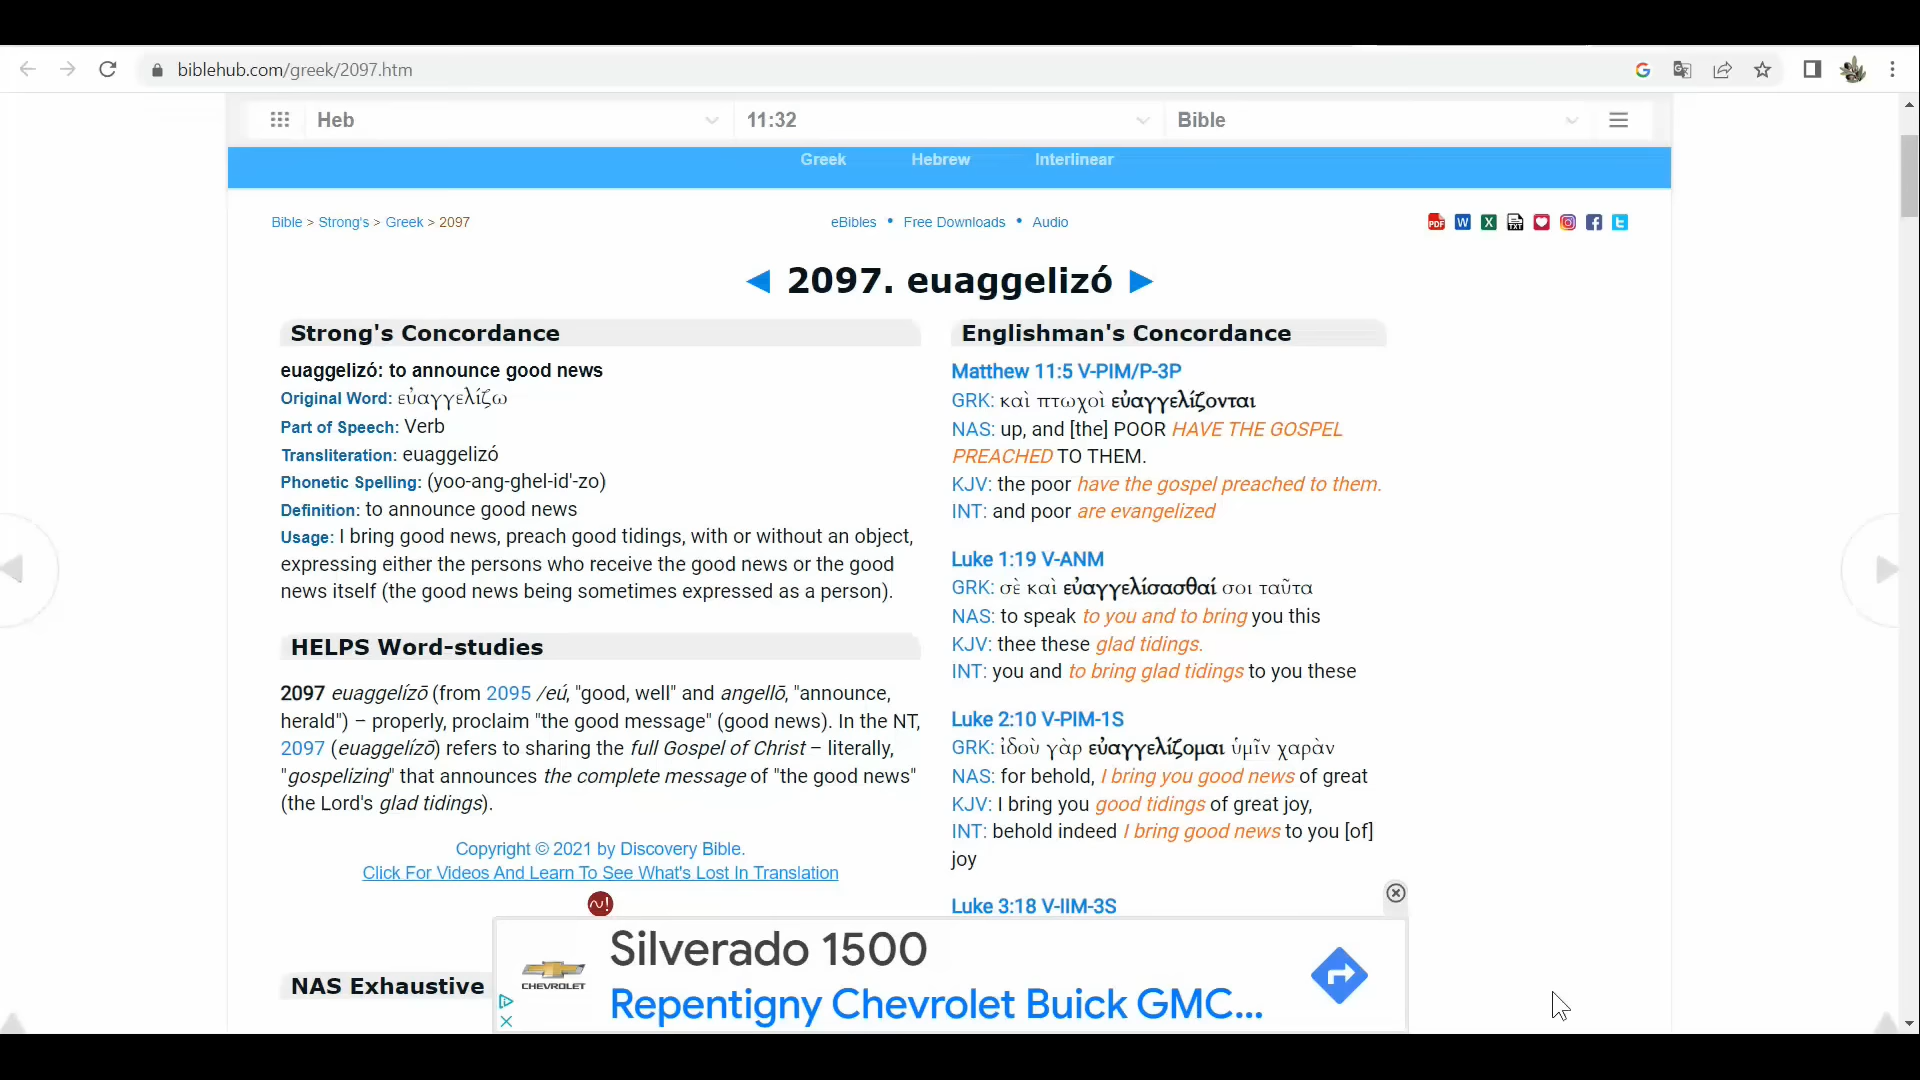 biblehub.com/greek/2097.htm
Heb 11:32 Bible
Greek Hebrew Interlinear
Bible > Strong's > Greek > 2097
eBibles • Free Downloads • Audio
2097. euaggelizó
Strong's Concordance
euaggelizó: to announce good news
Original Word: εὐαγγελίζω
Part of Speech: Verb
Transliteration: euaggelizó
Phonetic Spelling: (yoo-ang-ghel-id'-zo)
Definition: to announce good news
Usage: I bring good news, preach good tidings, with or without an object,
expressing either the persons who receive the good news or the good
news itself (the good news being sometimes expressed as a person).
HELPS Word-studies
2097 euaggelízō (from 2095 /eú, "good, well" and angellō, "announce,
herald") – properly, proclaim "the good message" (good news). In the NT,
2097 (euaggelízō) refers to sharing the full Gospel of Christ – literally,
"gospelizing" that announces the complete message of "the good news"
(the Lord's glad tidings).
Copyright © 2021 by Discovery Bible.
Click For Videos And Learn To See What's Lost In Translation
NAS Exhaustive
Englishman's Concordance
Matthew 11:5 V-PIM/P-3P
GRK: καὶ πτωχοὶ εὐαγγελίζονται
NAS: up, and [the] POOR HAVE THE GOSPEL
PREACHED TO THEM.
KJV: the poor have the gospel preached to them.
INT: and poor are evangelized
Luke 1:19 V-ANM
GRK: σὲ καὶ εὐαγγελίσασθαί σοι ταῦτα
NAS: to speak to you and to bring you this
KJV: thee these glad tidings.
INT: you and to bring glad tidings to you these
Luke 2:10 V-PIM-1S
GRK: ἰδοὺ γὰρ εὐαγγελίζομαι ὑμῖν χαρὰν
NAS: for behold, I bring you good news of great
KJV: I bring you good tidings of great joy,
INT: behold indeed I bring good news to you [of]
joy
Luke 3:18 V-IIM-3S
CHEVROLET
Silverado 1500
Repentigny Chevrolet Buick GMC...